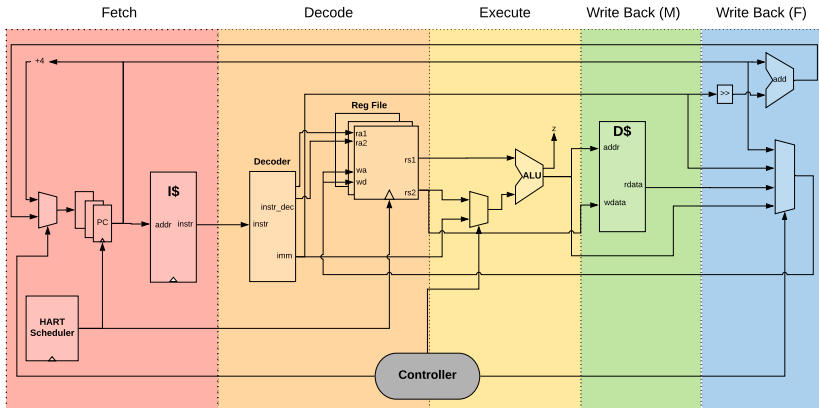 Fetch
Decode
Execute
Write Back (M)
Write Back (F)
+4
add
>>
Reg File
ra1
ra2
wa
wd
rs1
rs2
z
ALU
D$
addr
rdata
wdata
Decoder
instr_dec
instr
imm
I$
addr
instr
PC
HART
Scheduler
Controller